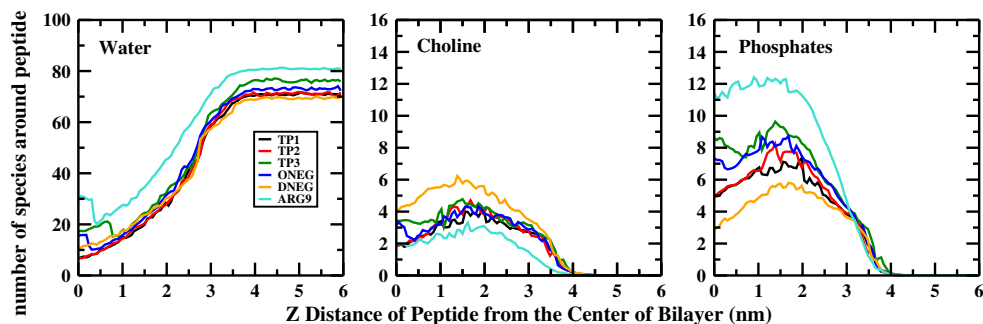 number of species around peptide
100
80
60
40
20
0
0 1 2 3 4 5 6
Water
TP1
TP2
TP3
ONEG
DNEG
ARG9
16
14
12
10
8
6
4
2
0
0 1 2 3 4 5 6
Choline
16
14
12
10
8
6
4
2
0
0 1 2 3 4 5 6
Phosphates
Z Distance of Peptide from the Center of Bilayer (nm)